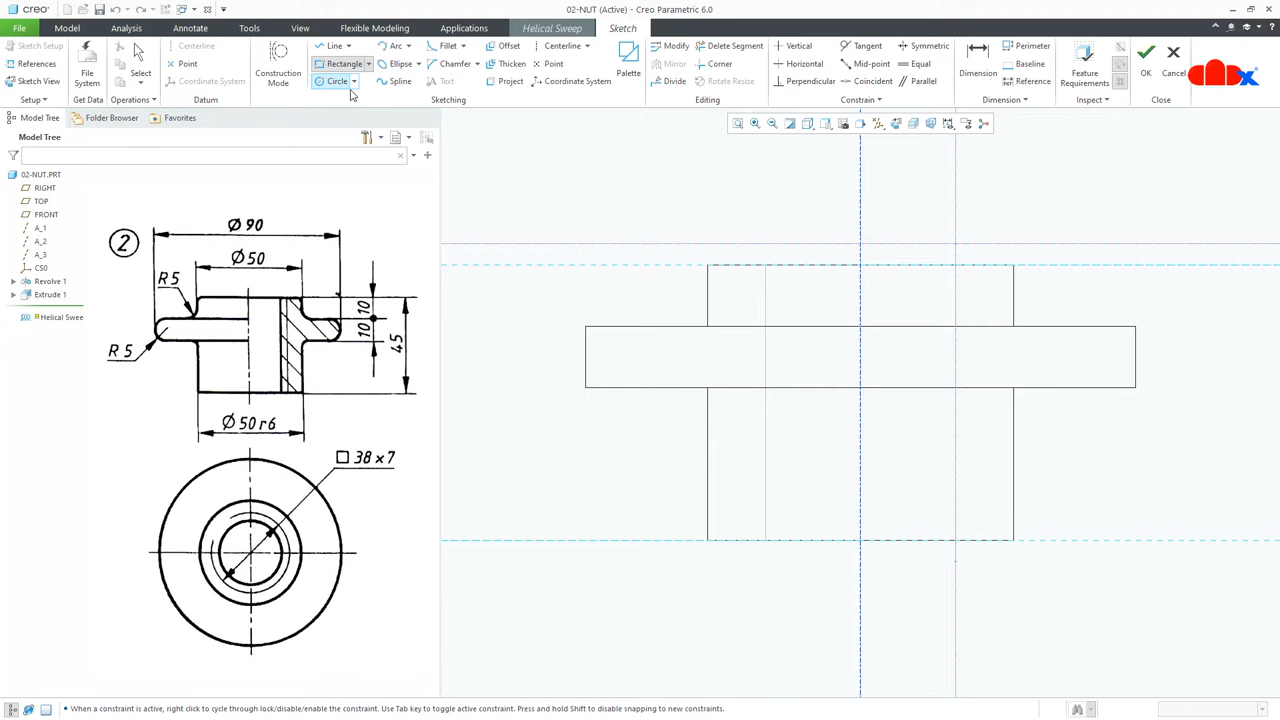 creo
02-NUT (Active) - Creo Parametric 6.0
File Model Analysis Annotate Tools View Flexible Modeling Applications Helical Sweep Sketch
Sketch Setup
References
Sketch View
Setup
File System
Get Data
Select
Operations
Centerline
Point
Coordinate System
Datum
Construction Mode
Line Arc Fillet Offset Centerline
Rectangle Ellipse Chamfer Thicken Point
Circle Spline Text Project Coordinate System
Palette
Sketching
Modify Delete Segment
Mirror Corner
Divide Rotate Resize
Editing
Vertical Tangent Symmetric
Horizontal Mid-point Equal
Perpendicular Coincident Parallel
Constrain
Dimension
Perimeter
Baseline
Reference
Dimension
Feature Requirements
Inspect
OK
Cancel
Close
Model Tree Folder Browser Favorites
Model Tree
02-NUT.PRT
RIGHT
TOP
FRONT
A_1
A_2
A_3
CS0
Revolve 1
Extrude 1
*Helical Swee
2
Ø 90
Ø 50
R 5
10
10
45
R 5
Ø 50 r6
□ 38 x 7
When a constraint is active, right click to cycle through lock/disable/enable the constraint. Use Tab key to toggle active constraint. Press and hold Shift to disable snapping to new constraints.